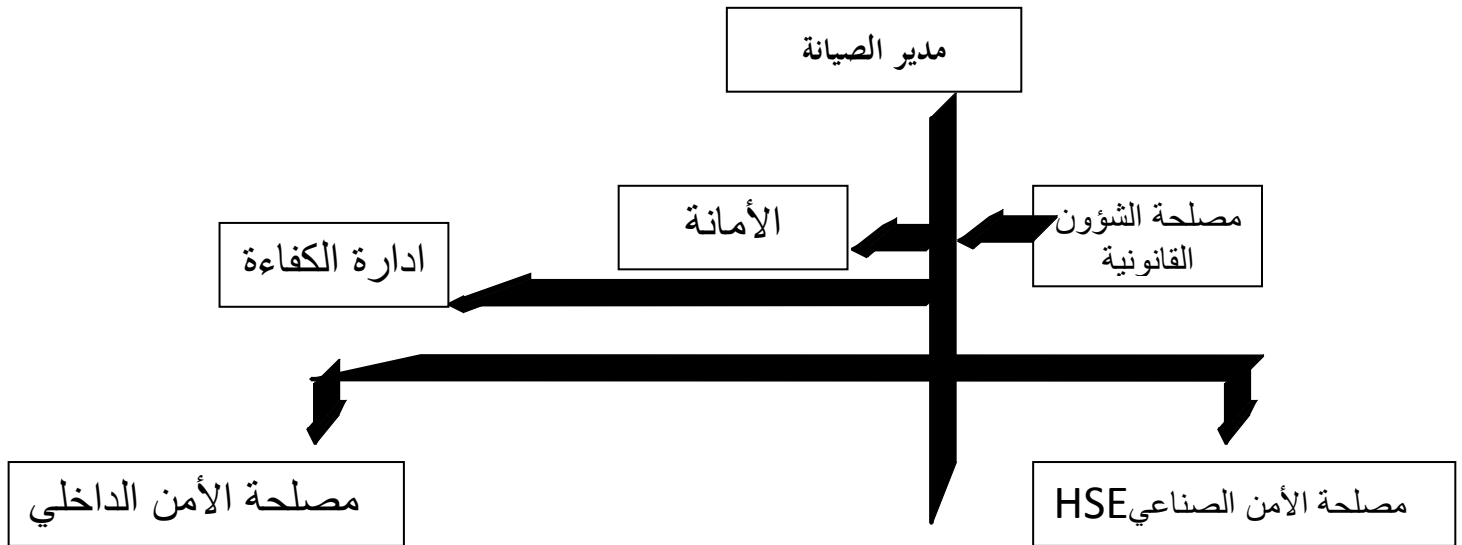 مدير الصيانة
مصلحة الشؤون
القانونية
الأمانة
ادارة الكفاءة
مصلحة الأمن الصناعيHSE
مصلحة الأمن الداخلي